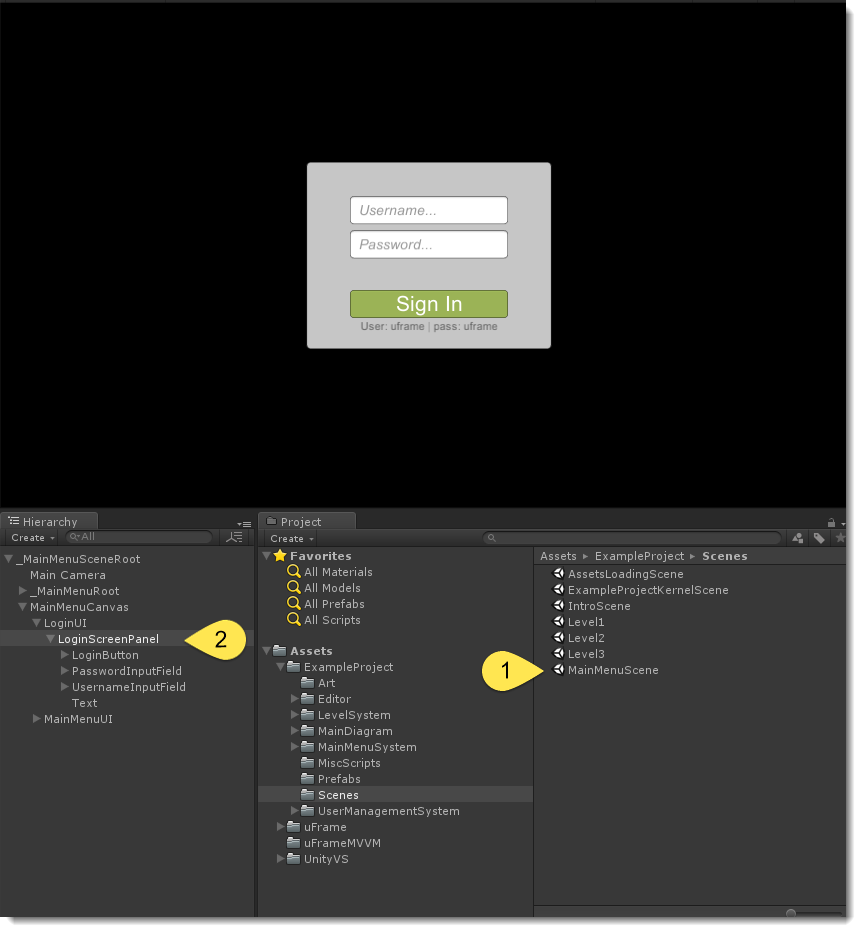 Username...
Password...
Sign In
User: uframe | pass: uframe
Hierarchy
Create
All
_MainMenuSceneRoot
Main Camera
_MainMenuRoot
MainMenuCanvas
LoginUI
LoginScreenPanel
2
LoginButton
PasswordInputField
UsernameInputField
Text
MainMenuUI
Project
Create
Favorites
All Materials
All Models
All Prefabs
All Scripts
Assets
ExampleProject
Art
Editor
LevelSystem
MainDiagram
MainMenuSystem
MiscScripts
Prefabs
Scenes
UserManagementSystem
uFrame
uFrameMVVM
UnityVS
Assets ▸ ExampleProject ▸ Scenes
AssetsLoadingScene
ExampleProjectKernelScene
IntroScene
Level1
Level2
Level3
1
MainMenuScene